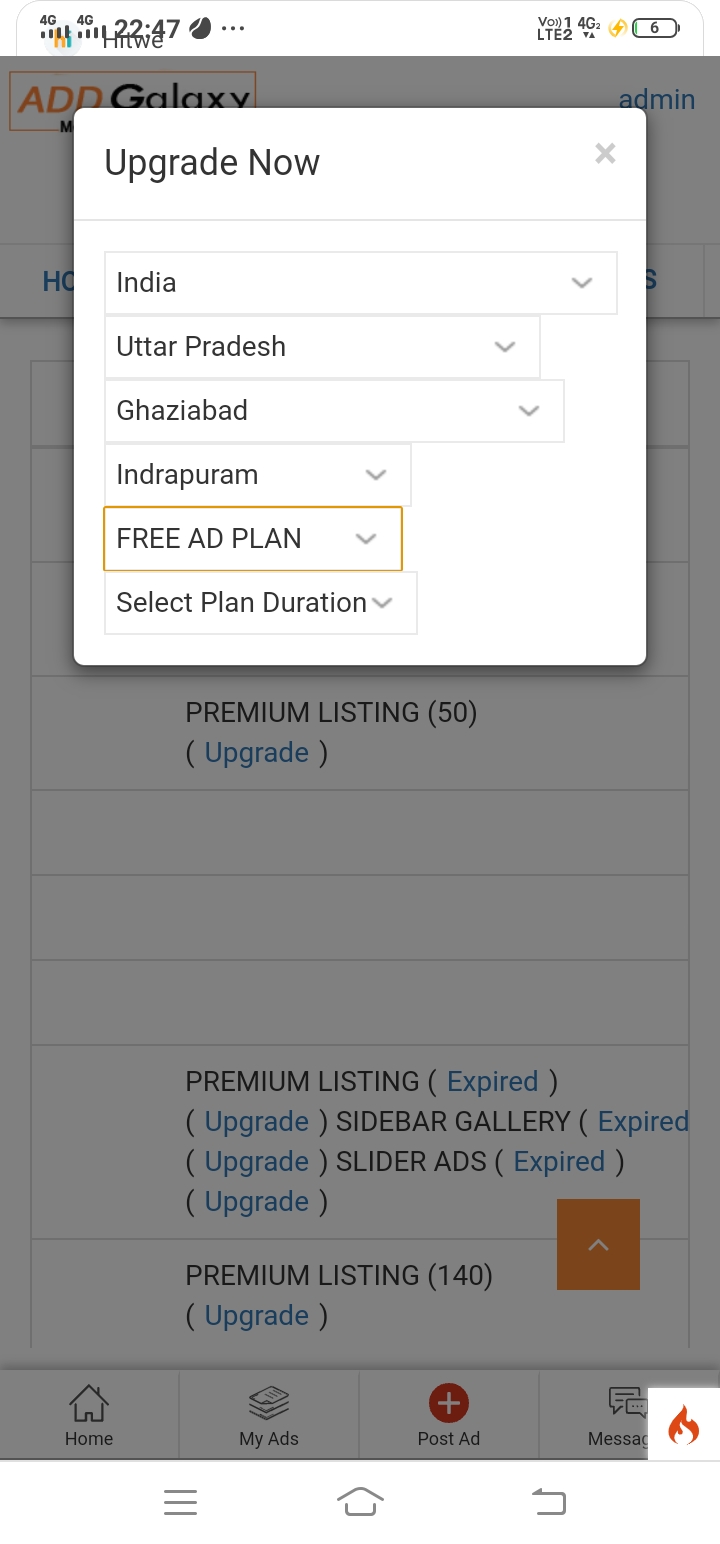 4G 4G 22:47 ... Vo)) 1 4G2 LTE2 6
Hitwe
ADD Galaxy
admin
Upgrade Now
×
India
Uttar Pradesh
Ghaziabad
Indrapuram
FREE AD PLAN
Select Plan Duration
PREMIUM LISTING (50)
( Upgrade )
PREMIUM LISTING ( Expired )
( Upgrade ) SIDEBAR GALLERY ( Expired
( Upgrade ) SLIDER ADS ( Expired )
( Upgrade )
PREMIUM LISTING (140)
( Upgrade )
Home My Ads Post Ad Messag